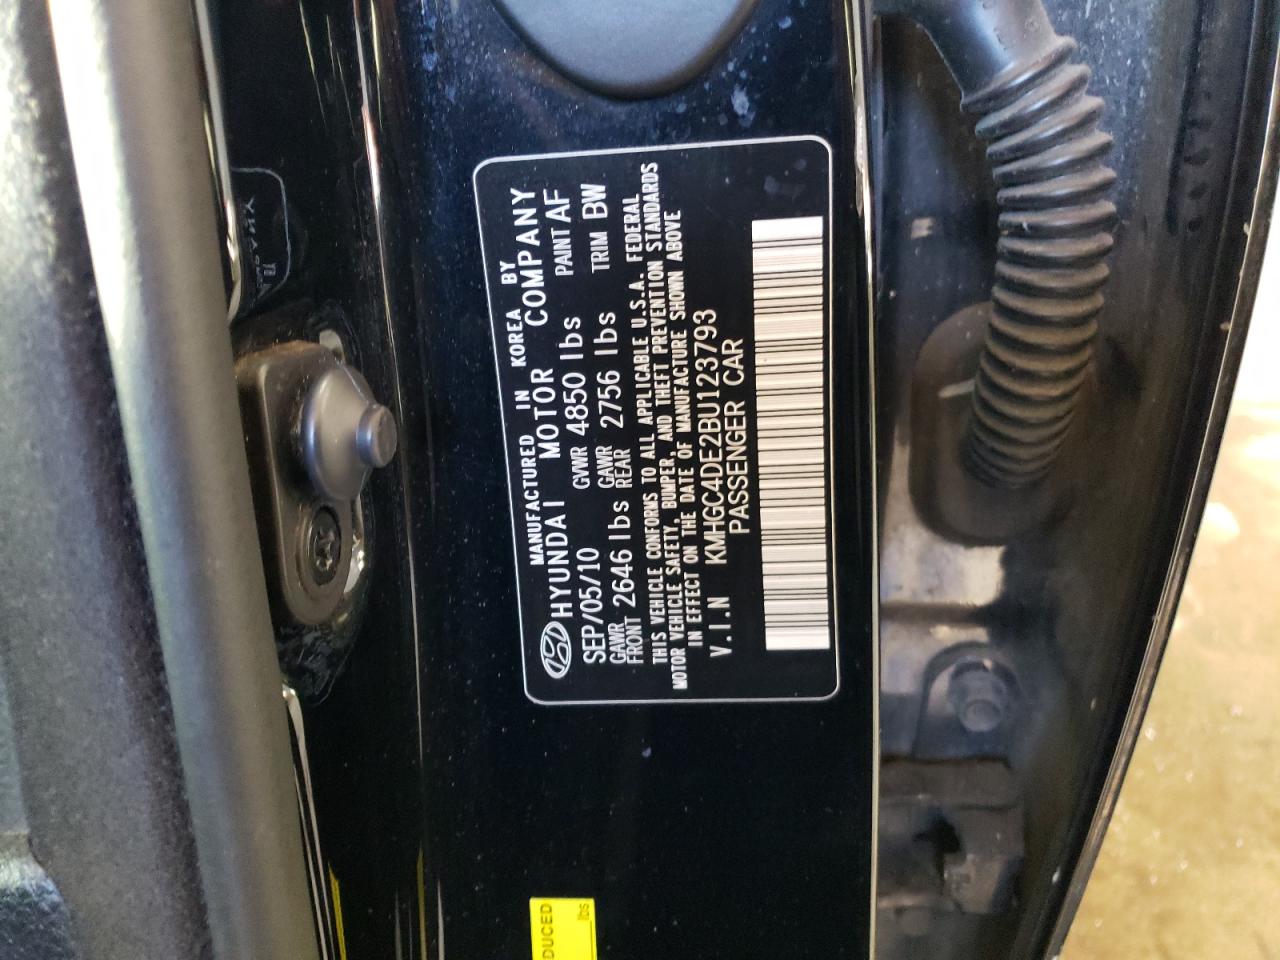 MANUFACTURED IN KOREA BY
HYUNDAI MOTOR COMPANY
SEP/05/10 GVWR 4850 lbs PAINT AF
GAWR FRONT 2646 lbs GAWR REAR 2756 lbs TRIM BW
THIS VEHICLE CONFORMS TO ALL APPLICABLE U.S.A. FEDERAL
MOTOR VEHICLE SAFETY, BUMPER, AND THEFT PREVENTION STANDARDS
IN EFFECT ON THE DATE OF MANUFACTURE SHOWN ABOVE
V.I.N KMHGC4DE2BU123793
PASSENGER CAR
DUCED
lbs